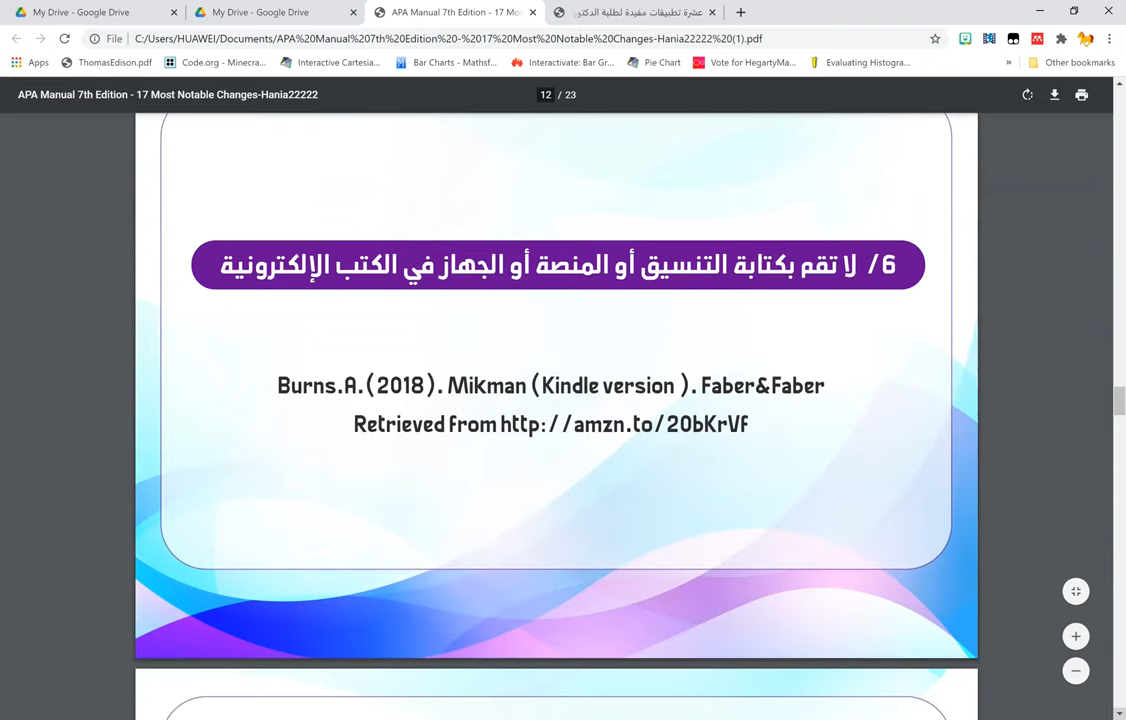 My Drive - Google Drive
My Drive - Google Drive
APA Manual 7th Edition - 17 Mos
عشرة تطبيقات مفيدة لطلبة الدكتورا
File
C:/Users/HUAWEI/Documents/APA%20Manual%207th%20Edition%20-%2017%20Most%20Notable%20Changes-Hania22222%20(1).pdf
Apps
ThomasEdison.pdf
Code.org - Minecra...
Interactive Cartesia...
Bar Charts - Mathsf...
Interactivate: Bar Gr...
Pie Chart
Vote for HegartyMa...
Evaluating Histogra...
»
Other bookmarks
APA Manual 7th Edition - 17 Most Notable Changes-Hania22222
12 / 23
6/ لا تقم بكتابة التنسيق أو المنصة أو الجهاز في الكتب الإلكترونية
Burns.A.(2018). Mikman (Kindle version ). Faber&Faber
Retrieved from http://amzn.to/20bKrVf